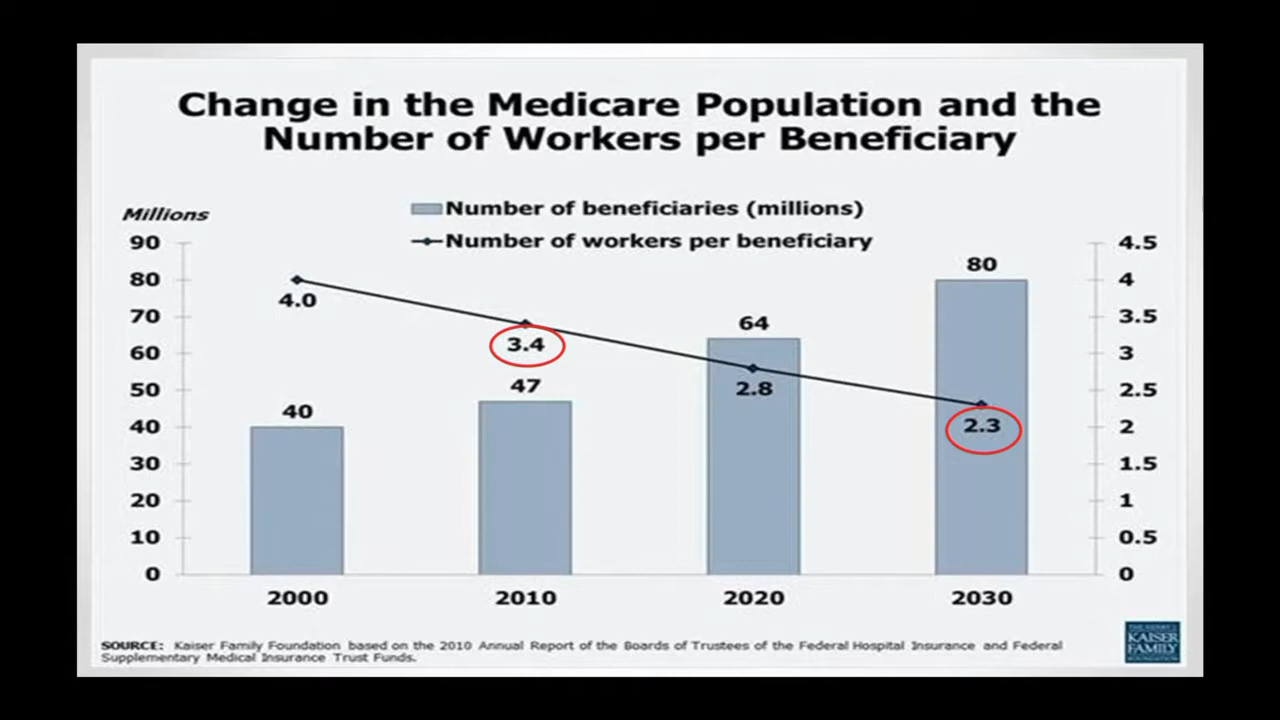 Change in the Medicare Population and the
Number of Workers per Beneficiary
Millions
Number of beneficiaries (millions)
Number of workers per beneficiary
90
80
70
60
50
40
30
20
10
0
4.5
4
3.5
3
2.5
2
1.5
1
0.5
0
4.0
3.4
2.8
2.3
40
47
64
80
2000
2010
2020
2030
SOURCE: Kaiser Family Foundation based on the 2010 Annual Report of the Boards of Trustees of the Federal Hospital Insurance and Federal
Supplementary Medical Insurance Trust Funds.
THE HENRY J.
KAISER
FAMILY
FOUNDATION